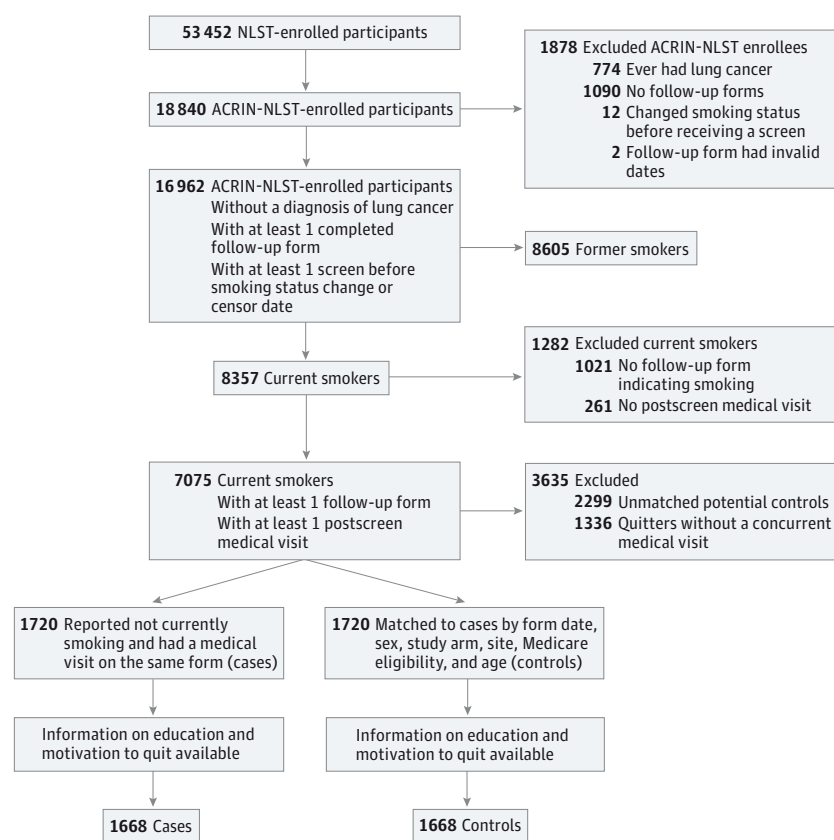 53 452 NLST-enrolled participants
1878 Excluded ACRIN-NLST enrollees
774 Ever had lung cancer
1090 No follow-up forms
12 Changed smoking status
before receiving a screen
2 Follow-up form had invalid
dates
18 840 ACRIN-NLST-enrolled participants
16 962 ACRIN-NLST-enrolled participants
Without a diagnosis of lung cancer
With at least 1 completed
follow-up form
With at least 1 screen before
smoking status change or
censor date
8605 Former smokers
1282 Excluded current smokers
1021 No follow-up form
indicating smoking
261 No postscreen medical visit
8357 Current smokers
7075 Current smokers
With at least 1 follow-up form
With at least 1 postscreen
medical visit
3635 Excluded
2299 Unmatched potential controls
1336 Quitters without a concurrent
medical visit
1720 Reported not currently
smoking and had a medical
visit on the same form (cases)
1720 Matched to cases by form date,
sex, study arm, site, Medicare
eligibility, and age (controls)
Information on education and
motivation to quit available
Information on education and
motivation to quit available
1668 Cases
1668 Controls